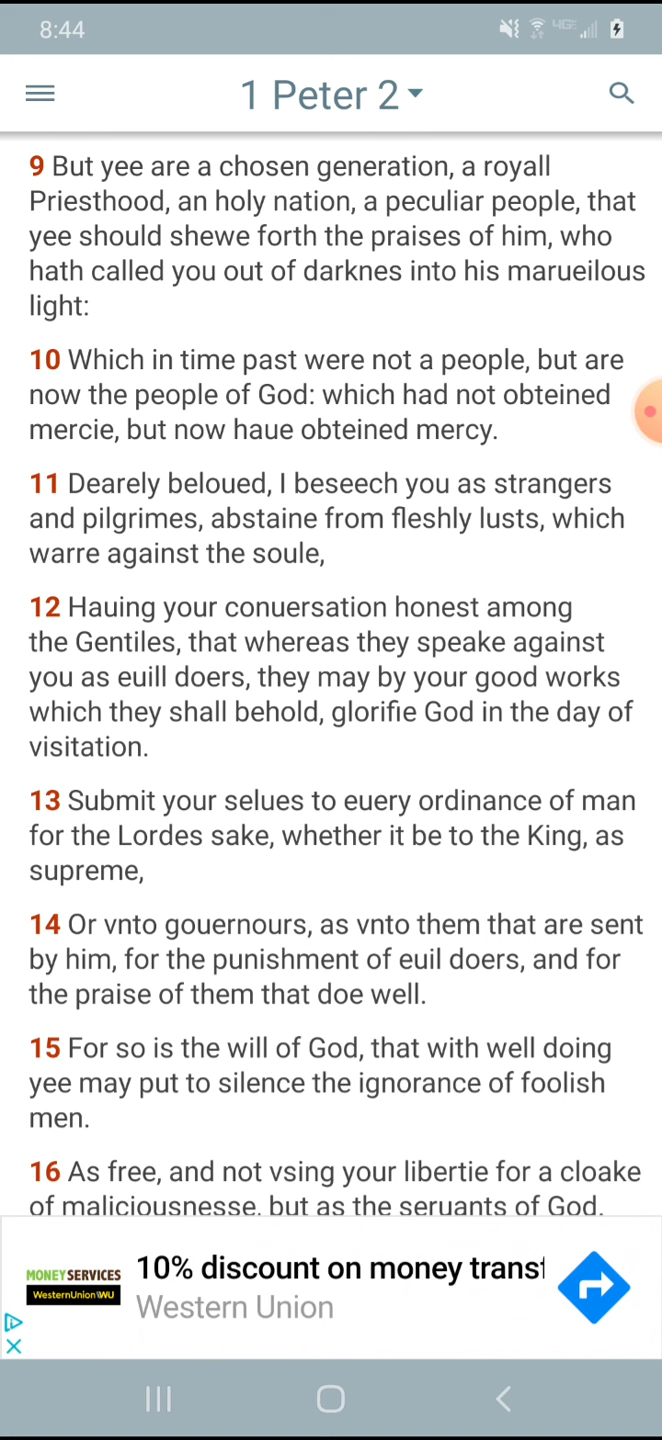 8:44
4GE
1 Peter 2
9 But yee are a chosen generation, a royall
Priesthood, an holy nation, a peculiar people, that
yee should shewe forth the praises of him, who
hath called you out of darknes into his marueilous
light:
10 Which in time past were not a people, but are
now the people of God: which had not obteined
mercie, but now haue obteined mercy.
11 Dearely beloued, I beseech you as strangers
and pilgrimes, abstaine from fleshly lusts, which
warre against the soule,
12 Hauing your conuersation honest among
the Gentiles, that whereas they speake against
you as euill doers, they may by your good works
which they shall behold, glorifie God in the day of
visitation.
13 Submit your selues to euery ordinance of man
for the Lordes sake, whether it be to the King, as
supreme,
14 Or vnto gouernours, as vnto them that are sent
by him, for the punishment of euil doers, and for
the praise of them that doe well.
15 For so is the will of God, that with well doing
yee may put to silence the ignorance of foolish
men.
16 As free, and not vsing your libertie for a cloake
of maliciousnesse, but as the seruants of God.
MONEYSERVICES
WesternUnion\WU
10% discount on money transf
Western Union